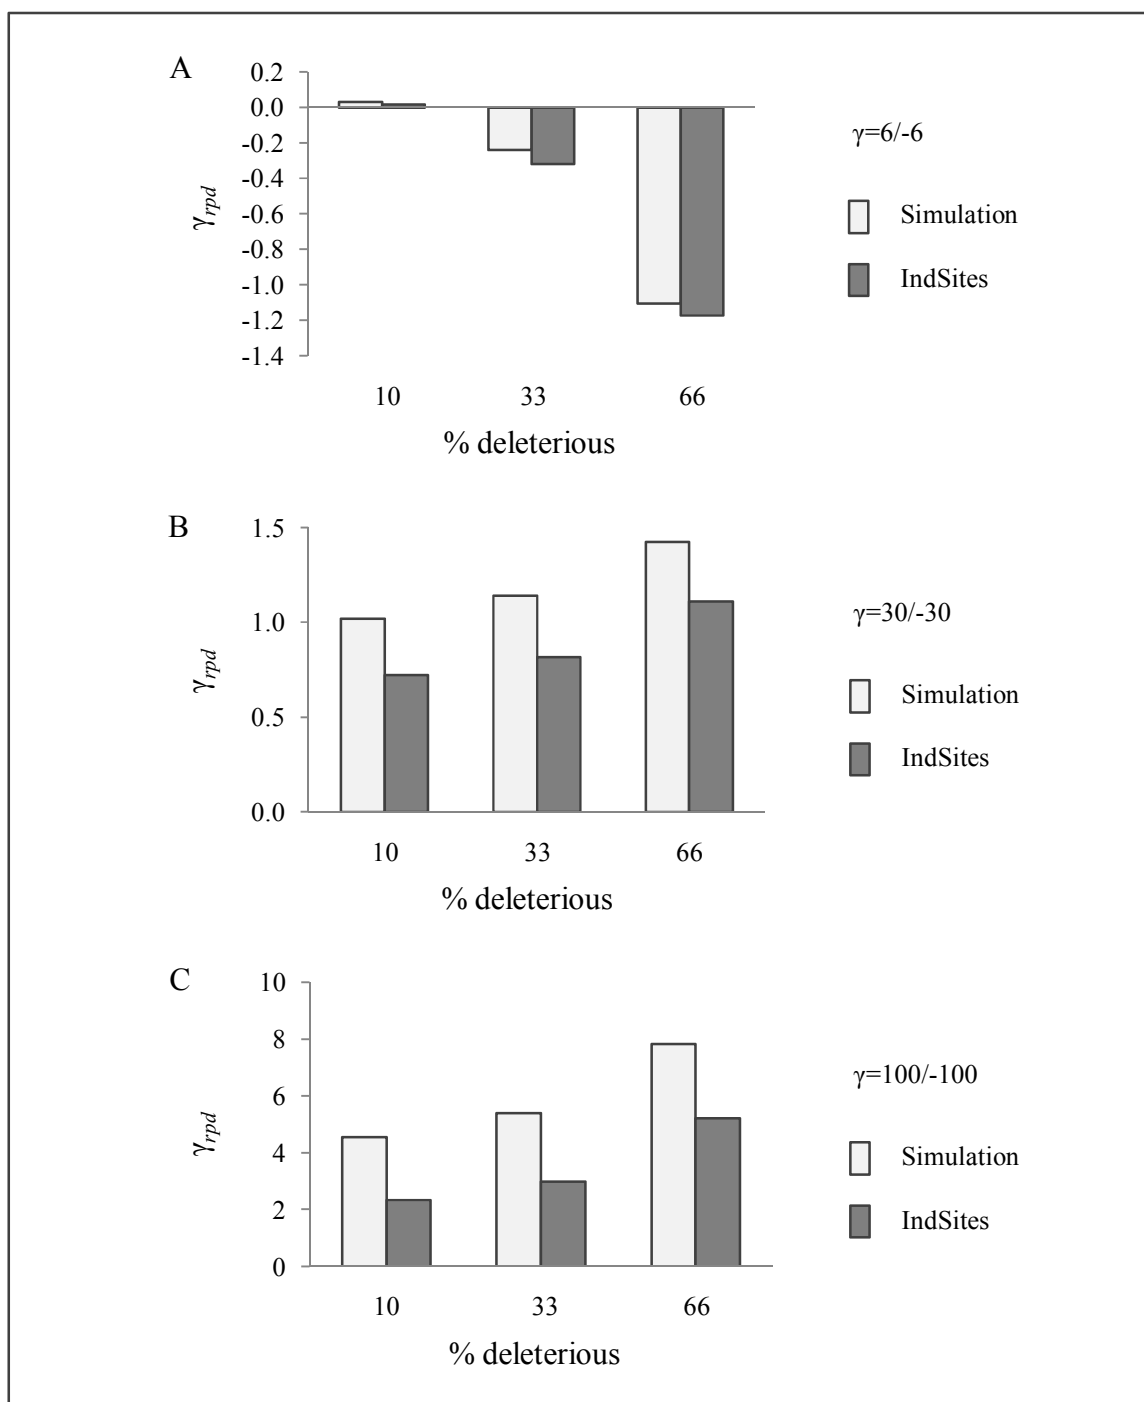 A
0.2
0.0
-0.2
-0.4
-0.6
-0.8
-1.0
-1.2
-1.4
γrpd
10 33 66
% deleterious
γ=6/-6
Simulation
IndSites
B
1.5
1.0
0.5
0.0
γrpd
10 33 66
% deleterious
γ=30/-30
Simulation
IndSites
C
10
8
6
4
2
0
γrpd
10 33 66
% deleterious
γ=100/-100
Simulation
IndSites